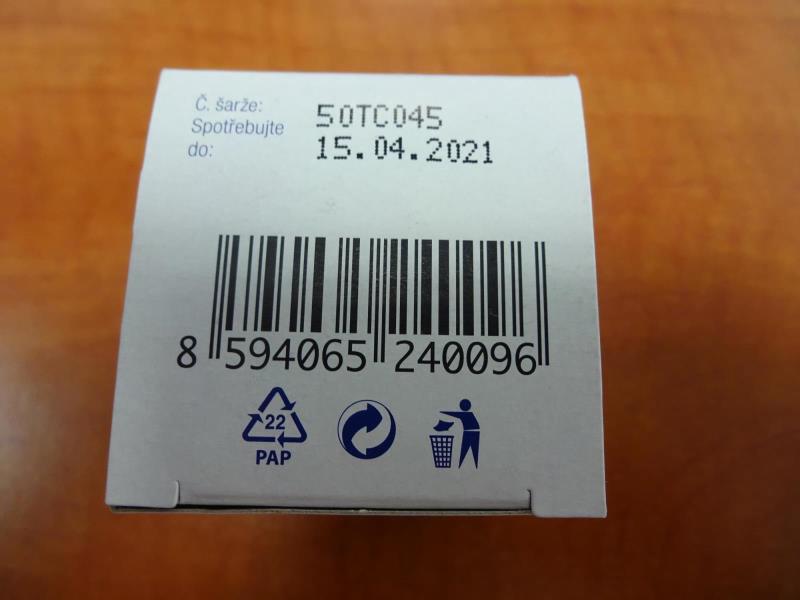 Č. šarže: 50TC045
Spotřebujte
do: 15.04.2021
8 594065 240096
22
PAP